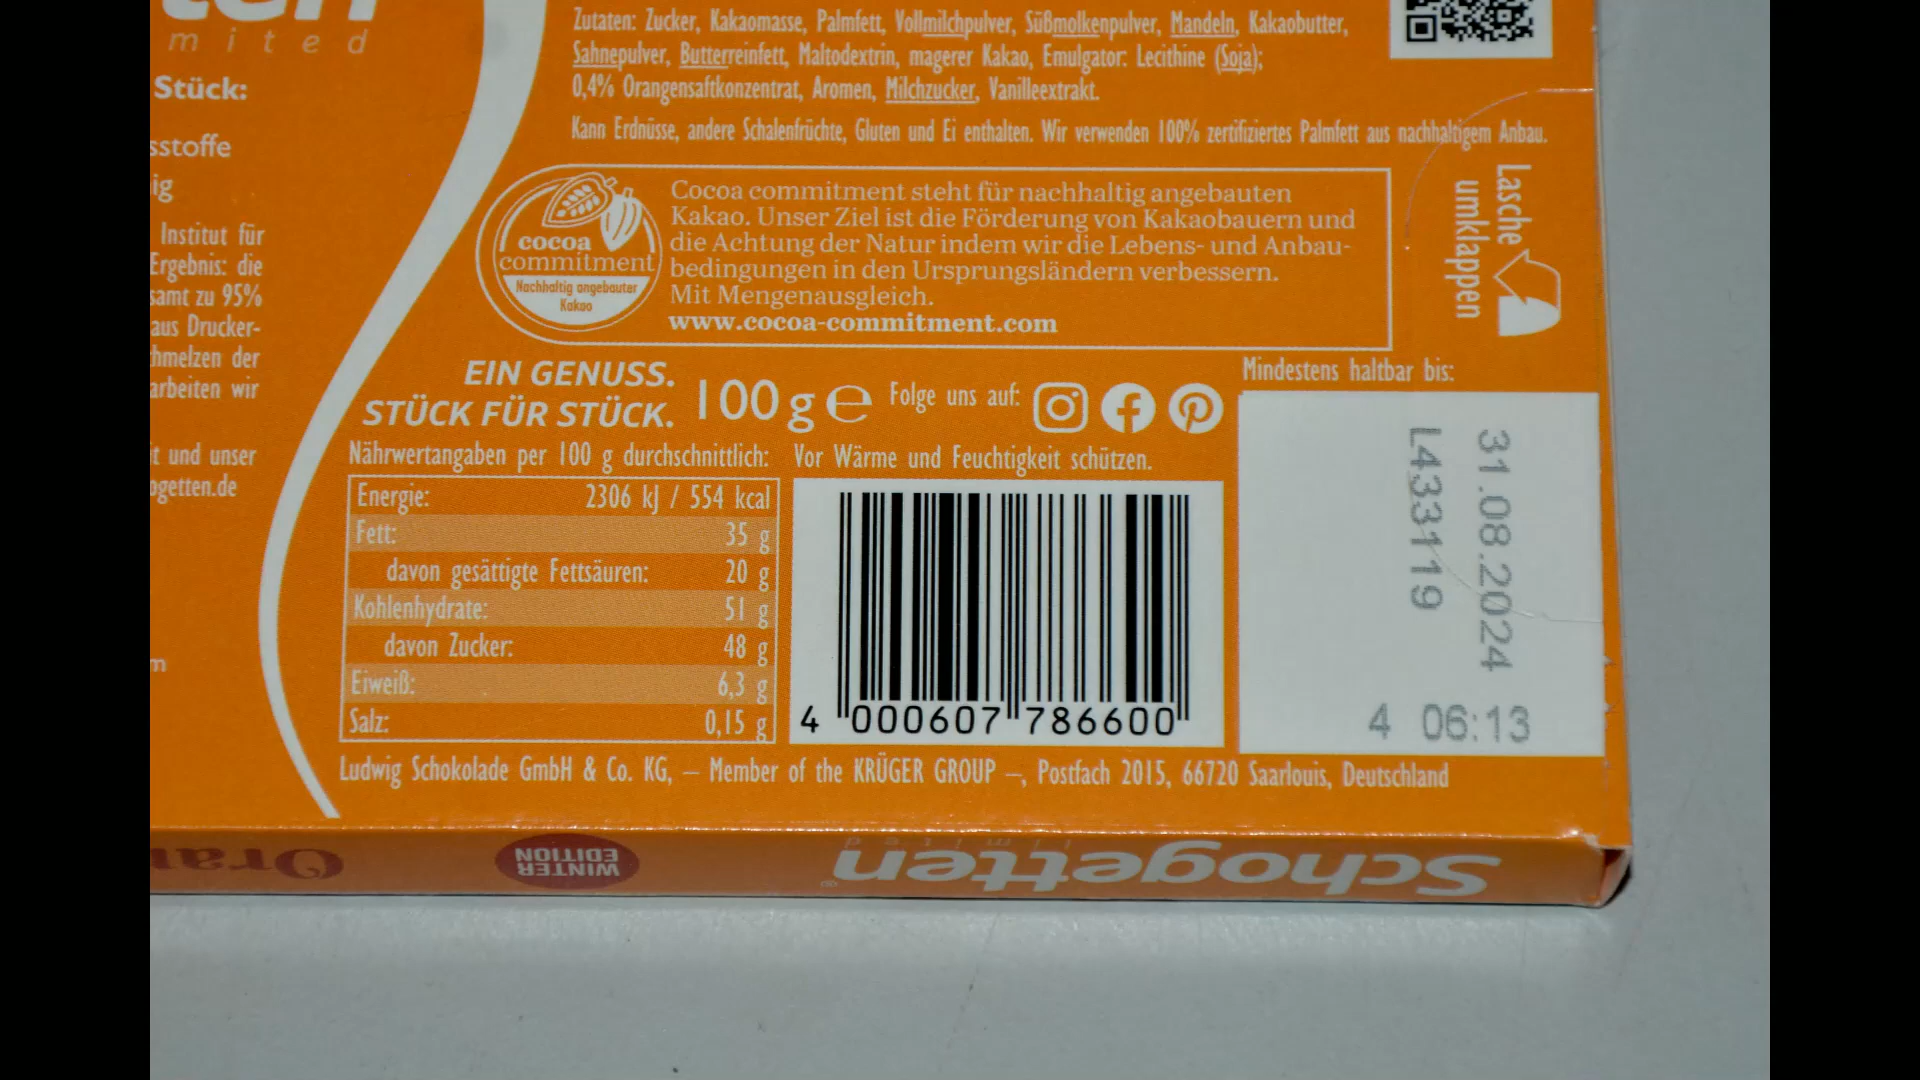 mited
Stück:
Institut für
Ergebnis: die
samt zu 95%
aus Drucker-
arbeiten wir
und unser
Zutaten: Zucker, Kakaomasse, Palmfett, Vollmilchpulver, Süßmolkenpulver, Mandeln, Kakaobutter,
Sahnepulver, Butterreinfett, Maltodextrin, magerer Kakao, Emulgator: Lecithine (Soja);
0,4% Orangensaftkonzentrat, Aromen, Milchzucker, Vanilleextrakt.
Kann Erdnüsse, andere Schalenfrüchte, Gluten und Ei enthalten. Wir verwenden 100% zertifiziertes Palmfett aus nachhaltigem Anbau.
cocoa
commitment
Nachhaltig angebauter
Kakao
Cocoa commitment steht für nachhaltig angebauten
Kakao. Unser Ziel ist die Förderung von Kakaobauern und
die Achtung der Natur indem wir die Lebens- und Anbau-
bedingungen in den Ursprungsländern verbessern.
Mit Mengenausgleich.
www.cocoa-commitment.com
Lasche
umklappen
EIN GENUSS.
STÜCK FÜR STÜCK.
100 g e
Folge uns auf:
Mindestens haltbar bis:
31.08.2024
L433119
4 06:13
Nährwertangaben per 100 g durchschnittlich:
Energie: 2306 kJ / 554 kcal
Fett: 35 g
davon gesättigte Fettsäuren: 20 g
Kohlenhydrate: 51 g
davon Zucker: 48 g
Eiweiß: 6,3 g
Salz: 0,15 g
Vor Wärme und Feuchtigkeit schützen.
4 000607 786600
Ludwig Schokolade GmbH & Co. KG, – Member of the KRÜGER GROUP –, Postfach 2015, 66720 Saarlouis, Deutschland
Schogetten®
limited
WINTER
EDITION
Oran